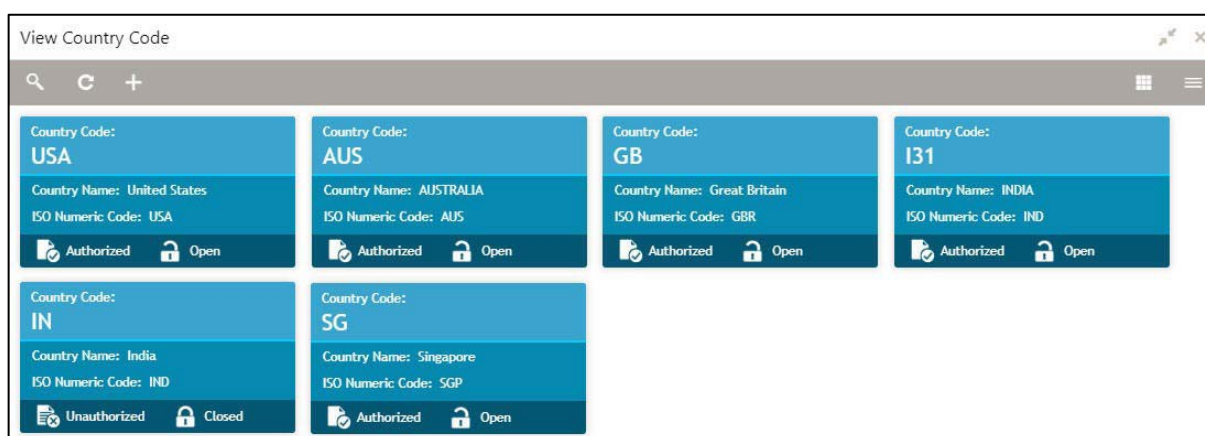 View Country Code
Country Code:
USA
Country Name: United States
ISO Numeric Code: USA
Authorized Open
Country Code:
AUS
Country Name: AUSTRALIA
ISO Numeric Code: AUS
Authorized Open
Country Code:
GB
Country Name: Great Britain
ISO Numeric Code: GBR
Authorized Open
Country Code:
I31
Country Name: INDIA
ISO Numeric Code: IND
Authorized Open
Country Code:
IN
Country Name: India
ISO Numeric Code: IND
Unauthorized Closed
Country Code:
SG
Country Name: Singapore
ISO Numeric Code: SGP
Authorized Open